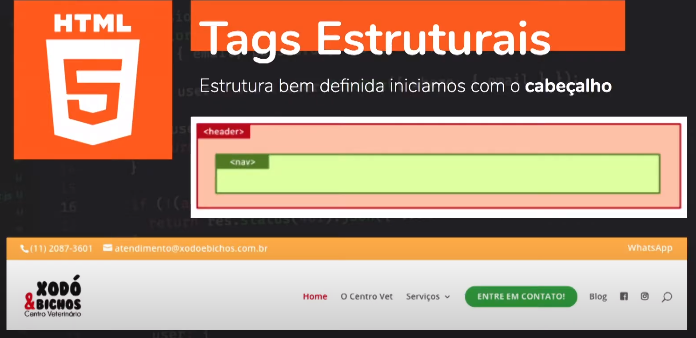 HTML
5
Tags Estruturais
Estrutura bem definida iniciamos com o cabeçalho
<header>
<nav>
16
(11) 2087-3601 atendimento@xodoebichos.com.br WhatsApp
XODÓ
&BICHOS
Centro Veterinário
Home O Centro Vet Serviços ENTRE EM CONTATO! Blog